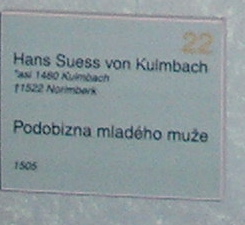 22
Hans Suess von Kulmbach
*asi 1480 Kulmbach
†1522 Norimberk
Podobizna mladého muže
1505